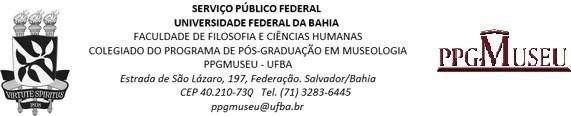 SERVIÇO PÚBLICO FEDERAL
UNIVERSIDADE FEDERAL DA BAHIA
FACULDADE DE FILOSOFIA E CIÊNCIAS HUMANAS
COLEGIADO DO PROGRAMA DE PÓS-GRADUAÇÃO EM MUSEOLOGIA
PPGMUSEU - UFBA
Estrada de São Lázaro, 197, Federação. Salvador/Bahia
CEP 40.210-730 Tel. (71) 3283-6445
ppgmuseu@ufba.br
VIRTUTE SPIRITUS
1808
PPGMUSEU